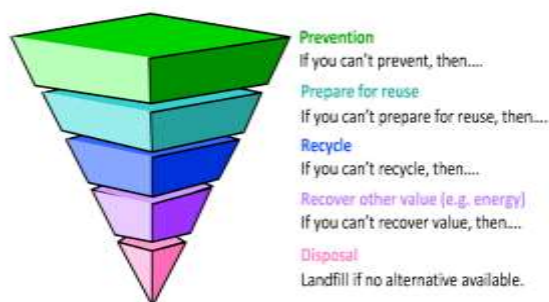 Prevention
If you can't prevent, then....
Prepare for reuse
If you can't prepare for reuse, then....
Recycle
If you can't recycle, then....
Recover other value (e.g. energy)
If you can't recover value, then....
Disposal
Landfill if no alternative available.